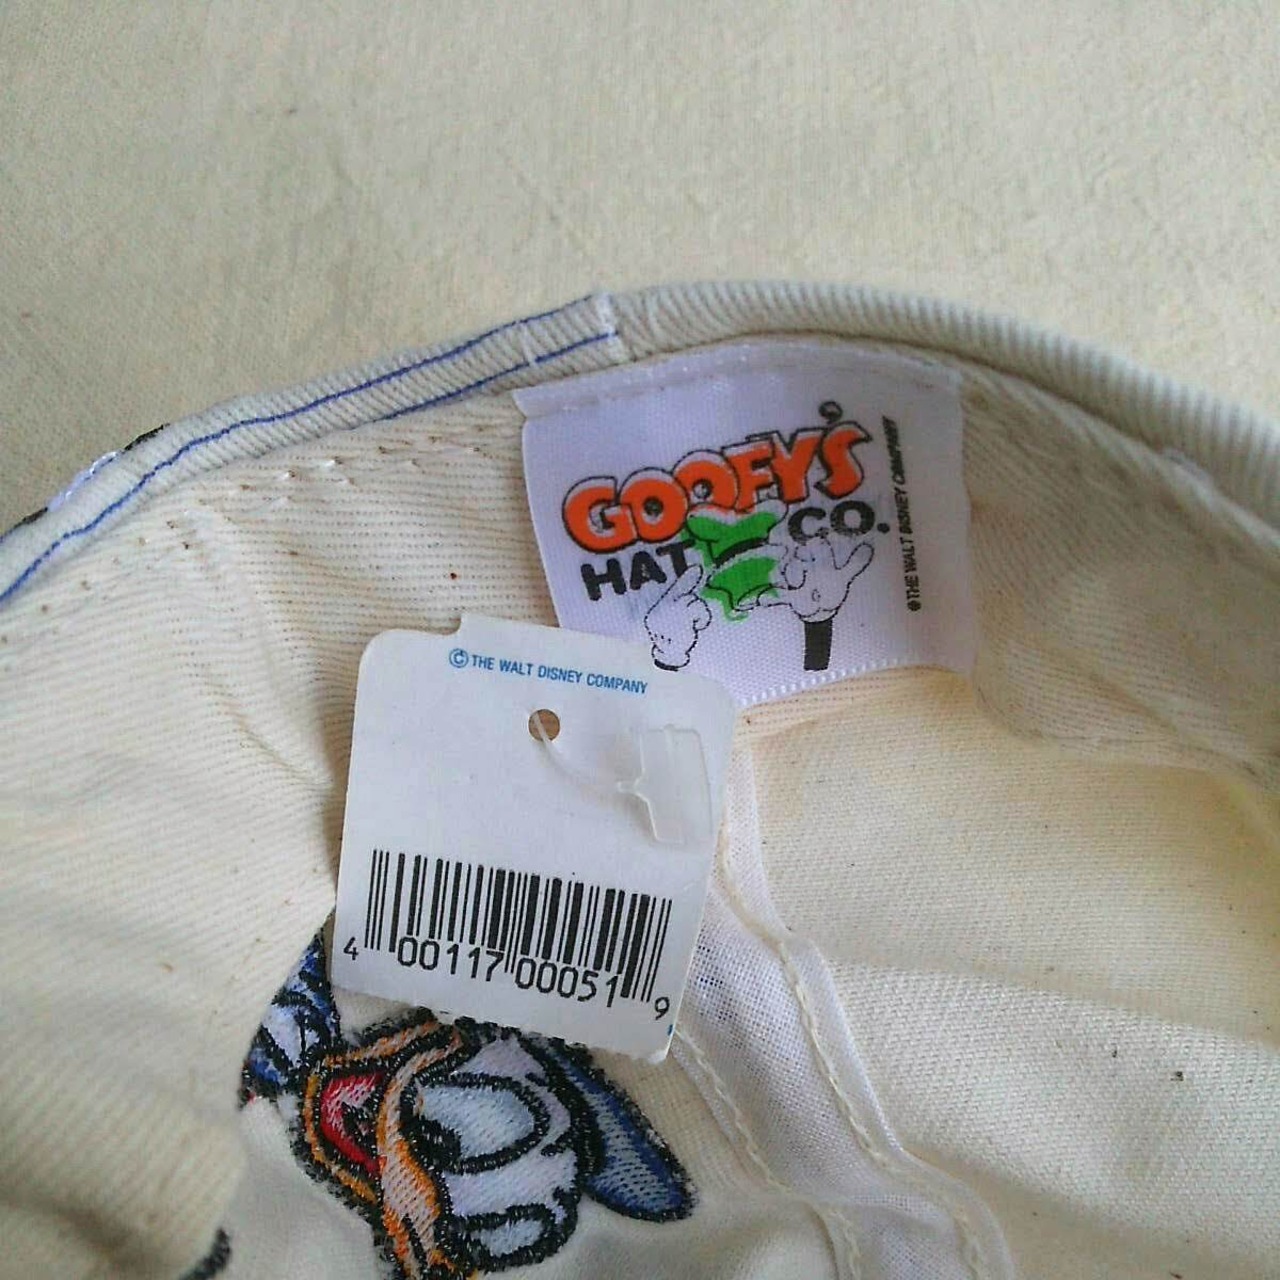 GOOFY'S
HAT CO.
©THE WALT DISNEY COMPANY
© THE WALT DISNEY COMPANY
4 00117 00051 9